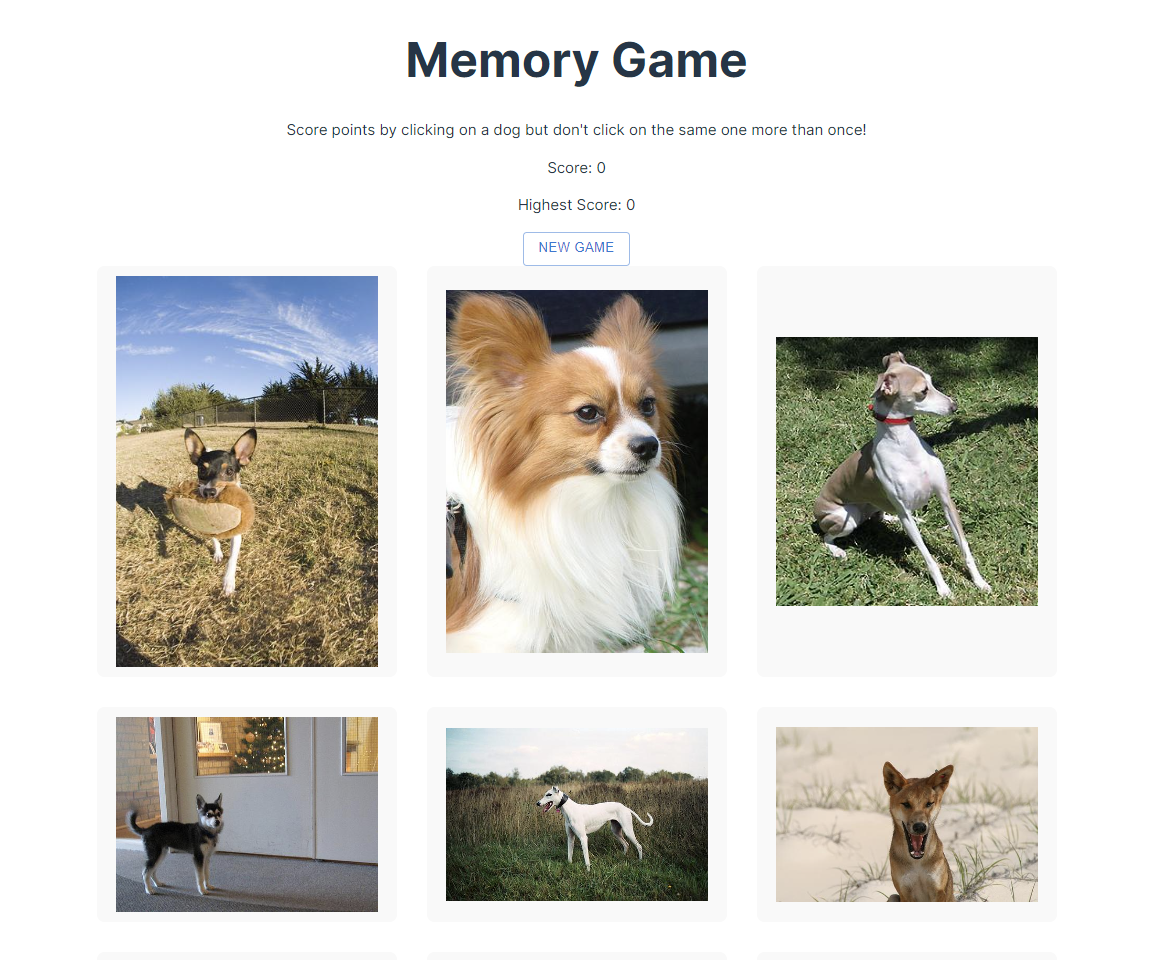 Memory Game
Score points by clicking on a dog but don't click on the same one more than once!
Score: 0
Highest Score: 0
NEW GAME